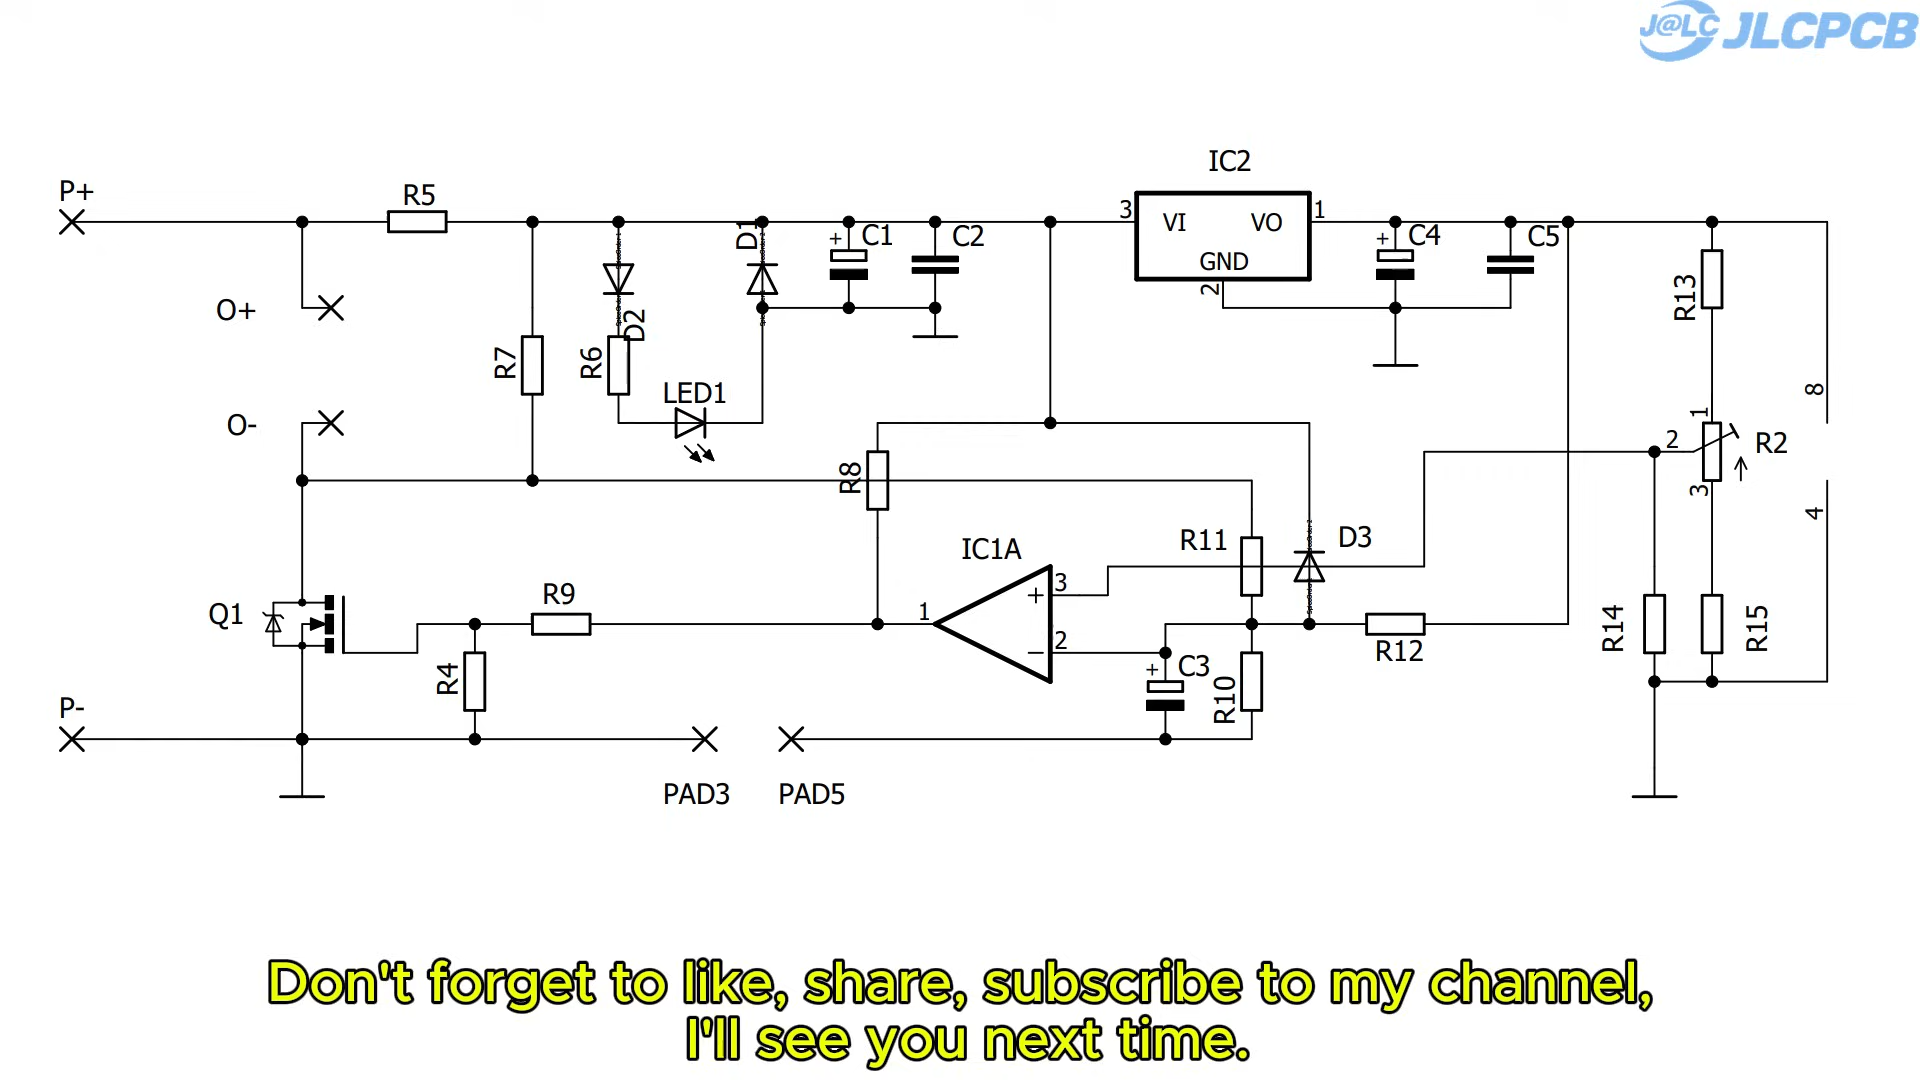 J@LC JLCPCB
IC2
P+
R5
3
VI
VO
1
GND
2
D1
C1
C2
C4
C5
R13
O+
D2
R7
R6
LED1
8
O-
1
2
R2
3
R8
4
IC1A
R11
D3
3
+
Q1
R9
1
2
−
R12
R14
R15
R4
C3
R10
P-
PAD3
PAD5
Don't forget to like, share, subscribe to my channel,
I'll see you next time.